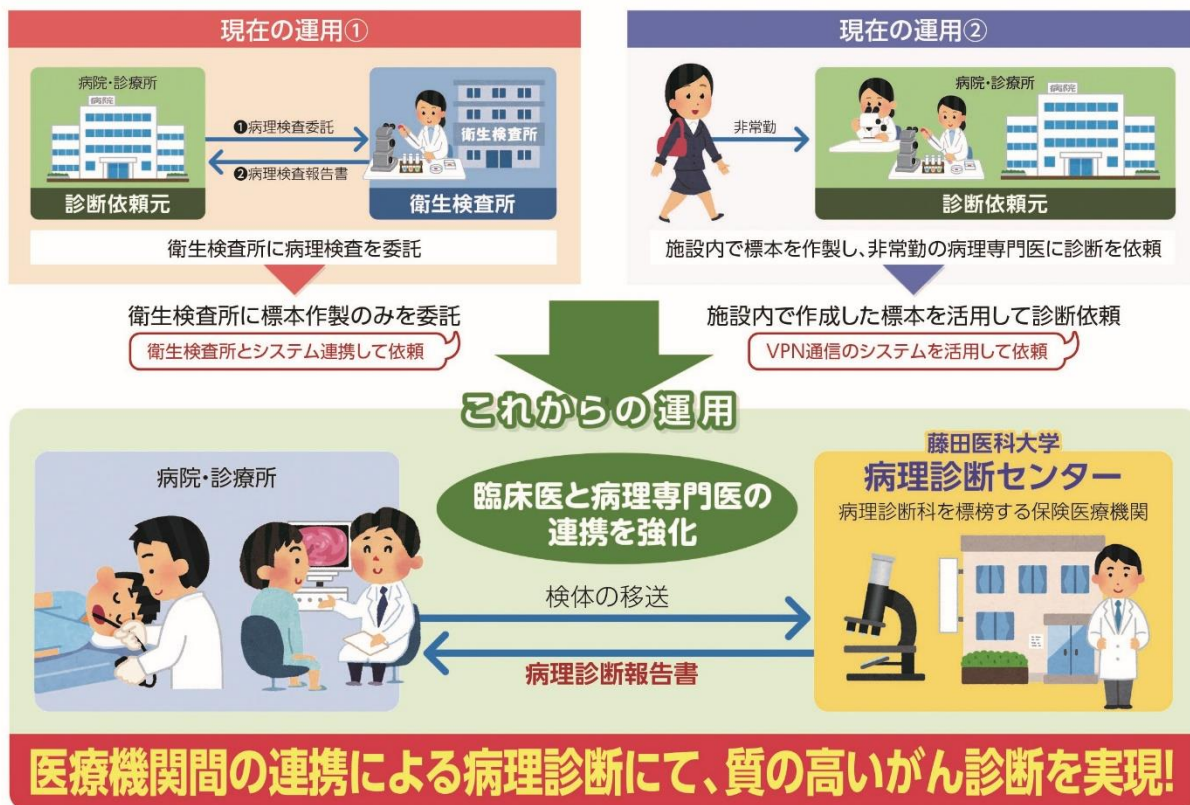 現在の運用①
病院・診療所
病院
①病理検査委託
②病理検査報告書
衛生検査所
診断依頼元
衛生検査所
衛生検査所に病理検査を委託
現在の運用②
非常勤
病院・診療所
病院
診断依頼元
施設内で標本を作製し、非常勤の病理専門医に診断を依頼
衛生検査所に標本作製のみを委託
衛生検査所とシステム連携して依頼
施設内で作成した標本を活用して診断依頼
VPN通信のシステムを活用して依頼
これからの運用
病院・診療所
臨床医と病理専門医の
連携を強化
検体の移送
病理診断報告書
藤田医科大学
病理診断センター
病理診断科を標榜する保険医療機関
医療機関間の連携による病理診断にて、質の高いがん診断を実現!